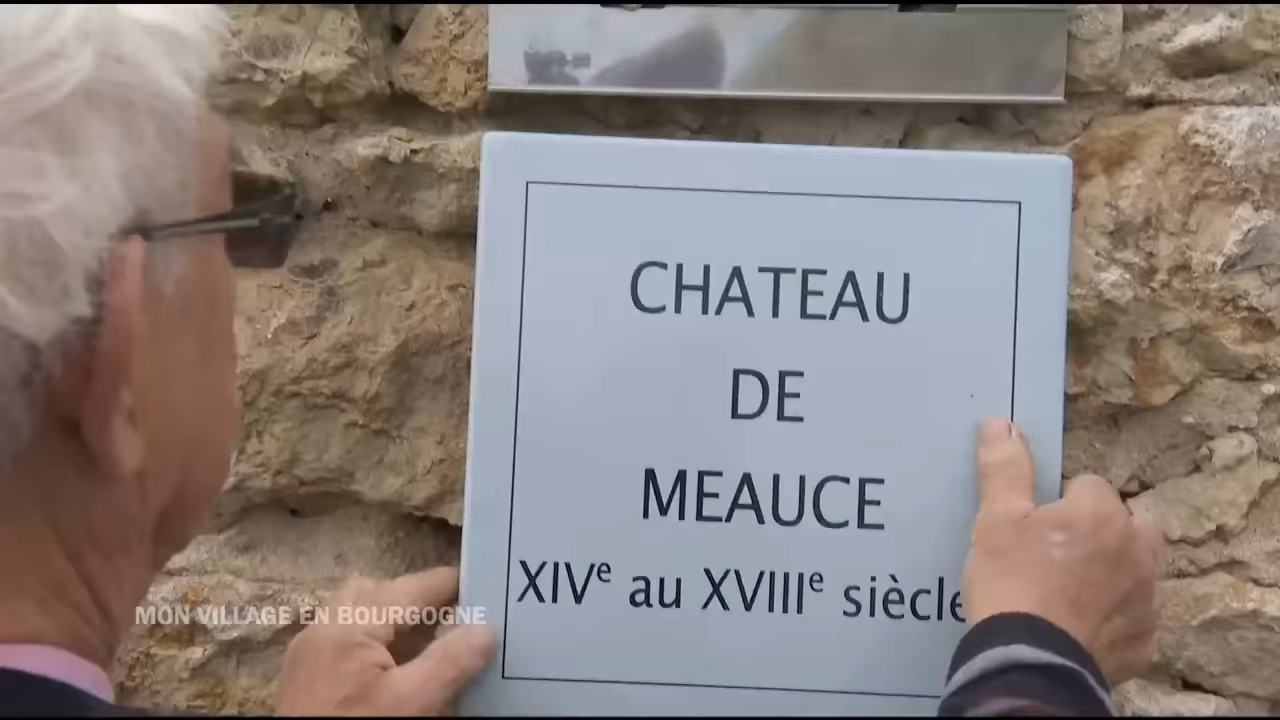 CHATEAU
DE
MEAUCE
XIVe au XVIIIe siècle
MON VILLAGE EN BOURGOGNE